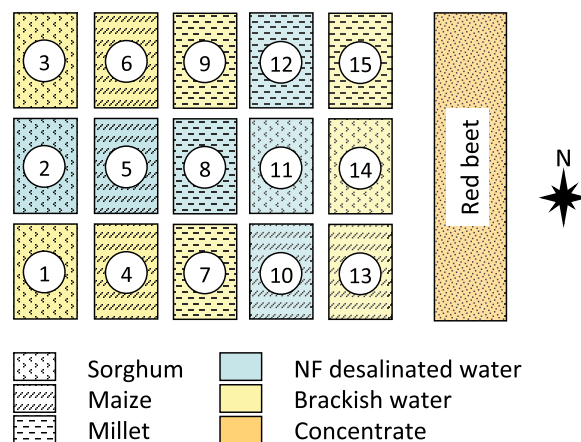 3 6 9 12 15
2 5 8 11 14
1 4 7 10 13
Red beet
N
Sorghum
Maize
Millet
NF desalinated water
Brackish water
Concentrate